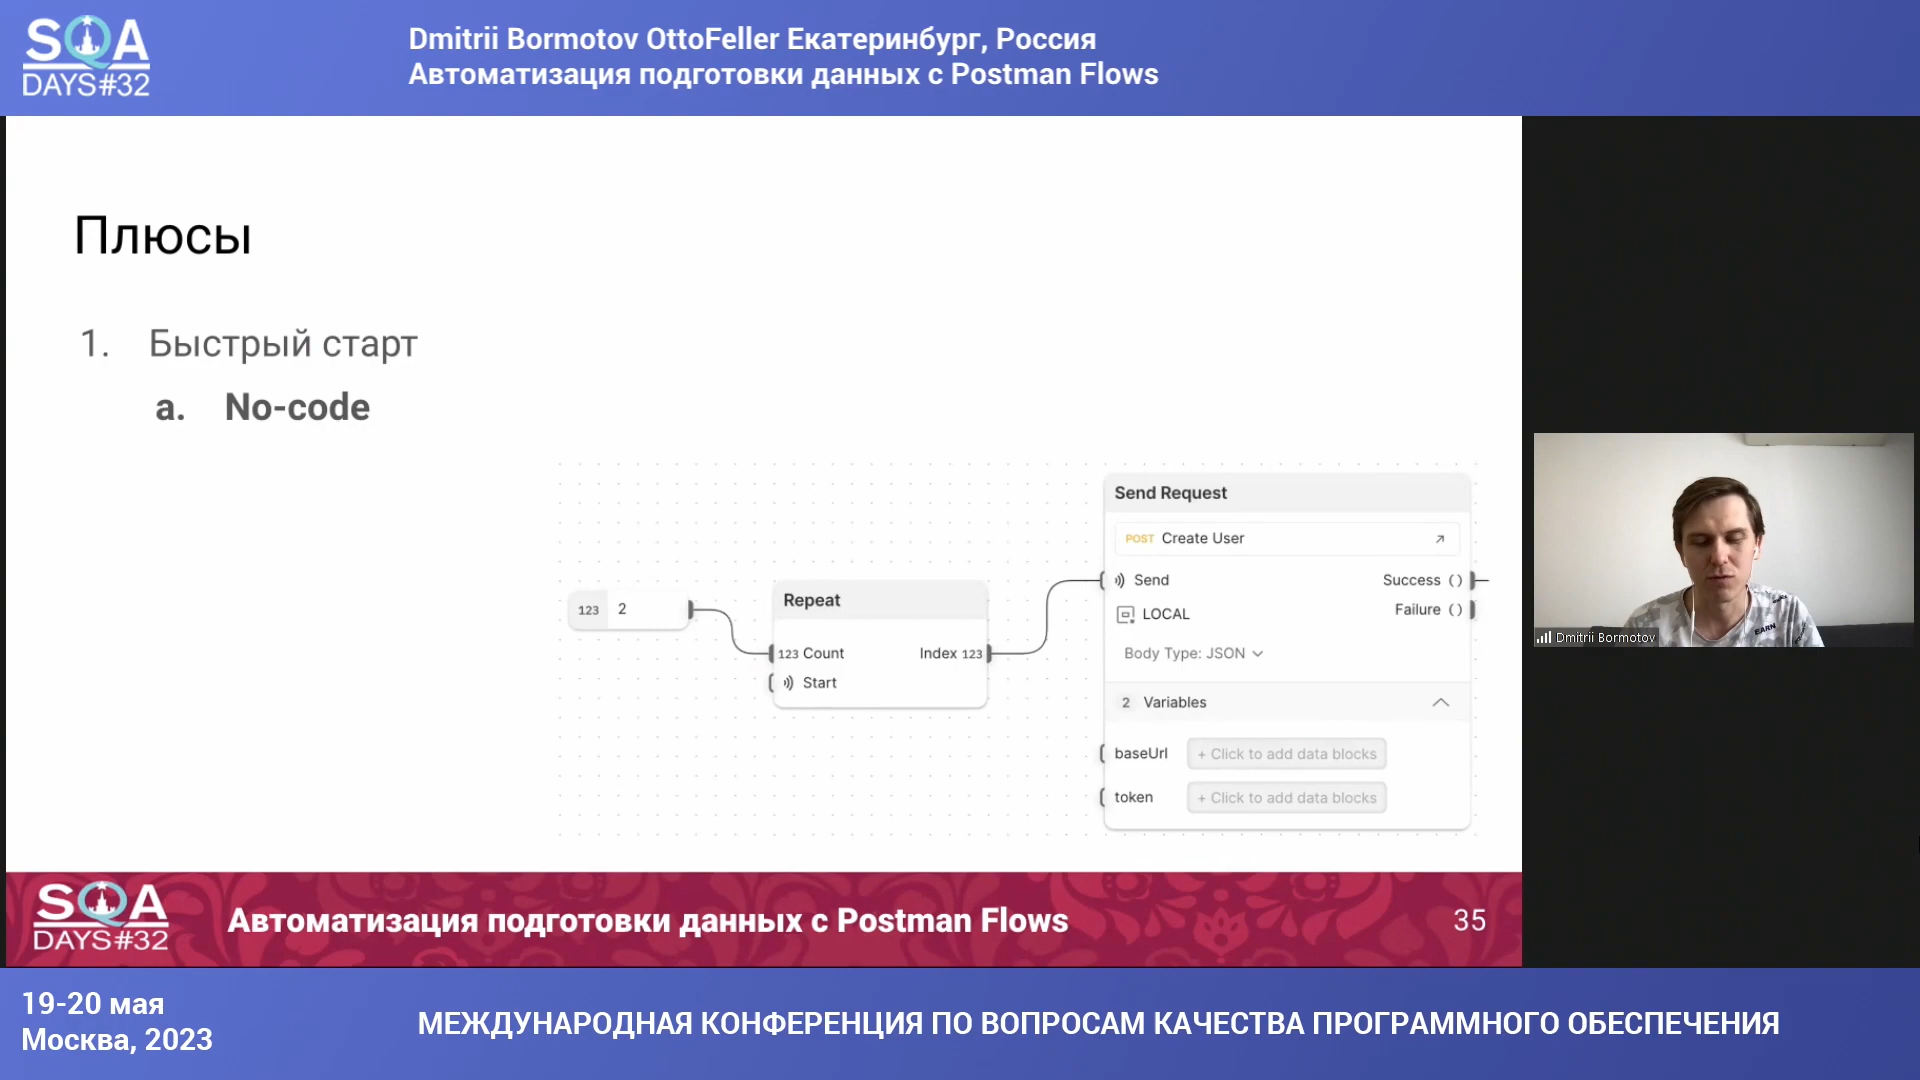 SQA
DAYS#32
Dmitrii Bormotov OttoFeller Екатеринбург, Россия
Автоматизация подготовки данных с Postman Flows
Плюсы
1. Быстрый старт
a. No-code
123 2
Repeat
123 Count
Index 123
Start
Send Request
POST Create User
Send
Success ()
LOCAL
Failure ()
Body Type: JSON
2 Variables
baseUrl + Click to add data blocks
token + Click to add data blocks
EARN
Dmitrii Bormotov
SQA
DAYS#32
Автоматизация подготовки данных с Postman Flows
35
19-20 мая
Москва, 2023
МЕЖДУНАРОДНАЯ КОНФЕРЕНЦИЯ ПО ВОПРОСАМ КАЧЕСТВА ПРОГРАММНОГО ОБЕСПЕЧЕНИЯ